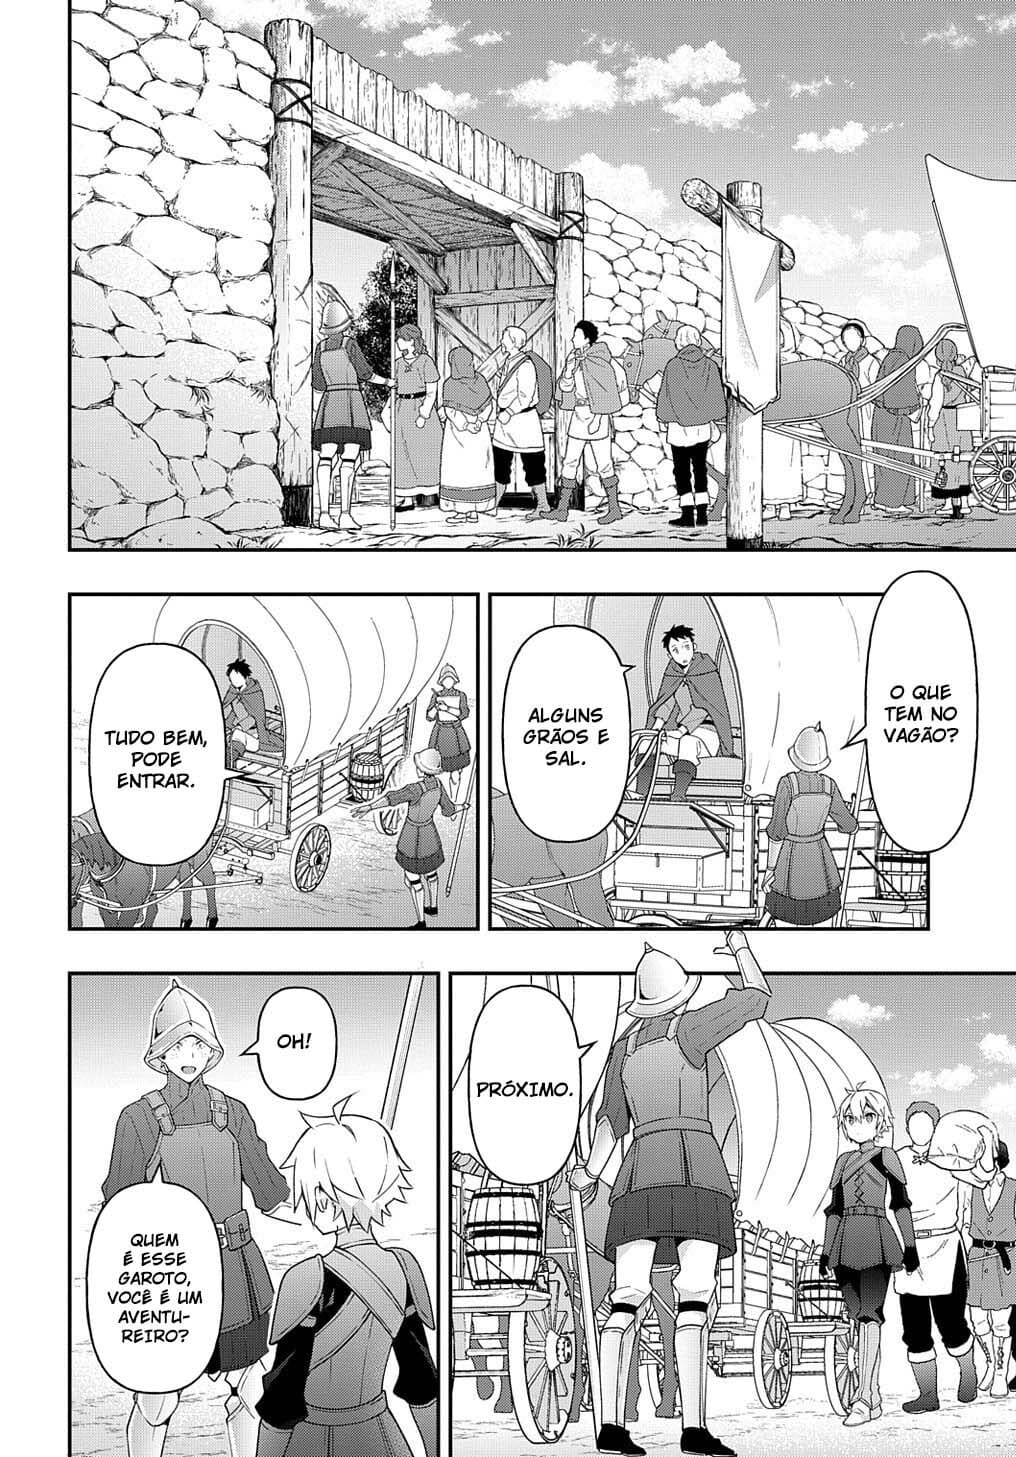 O QUE
TEM NO
VAGÃO?
ALGUNS
GRÃOS E
SAL.
TUDO BEM,
PODE
ENTRAR.
PRÓXIMO.
OH!
QUEM
É ESSE
GAROTO,
VOCÊ É UM
AVENTU-
REIRO?